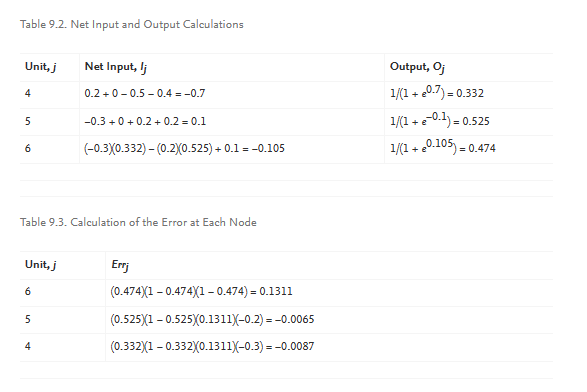 Table 9.2. Net Input and Output Calculations
Unit, j Net Input, Ij Output, Oj
4 0.2 + 0 – 0.5 – 0.4 = –0.7 1/(1 + e^0.7) = 0.332
5 –0.3 + 0 + 0.2 + 0.2 = 0.1 1/(1 + e^–0.1) = 0.525
6 (–0.3)(0.332) – (0.2)(0.525) + 0.1 = –0.105 1/(1 + e^0.105) = 0.474
Table 9.3. Calculation of the Error at Each Node
Unit, j Errj
6 (0.474)(1 – 0.474)(1 – 0.474) = 0.1311
5 (0.525)(1 – 0.525)(0.1311)(–0.2) = –0.0065
4 (0.332)(1 – 0.332)(0.1311)(–0.3) = –0.0087